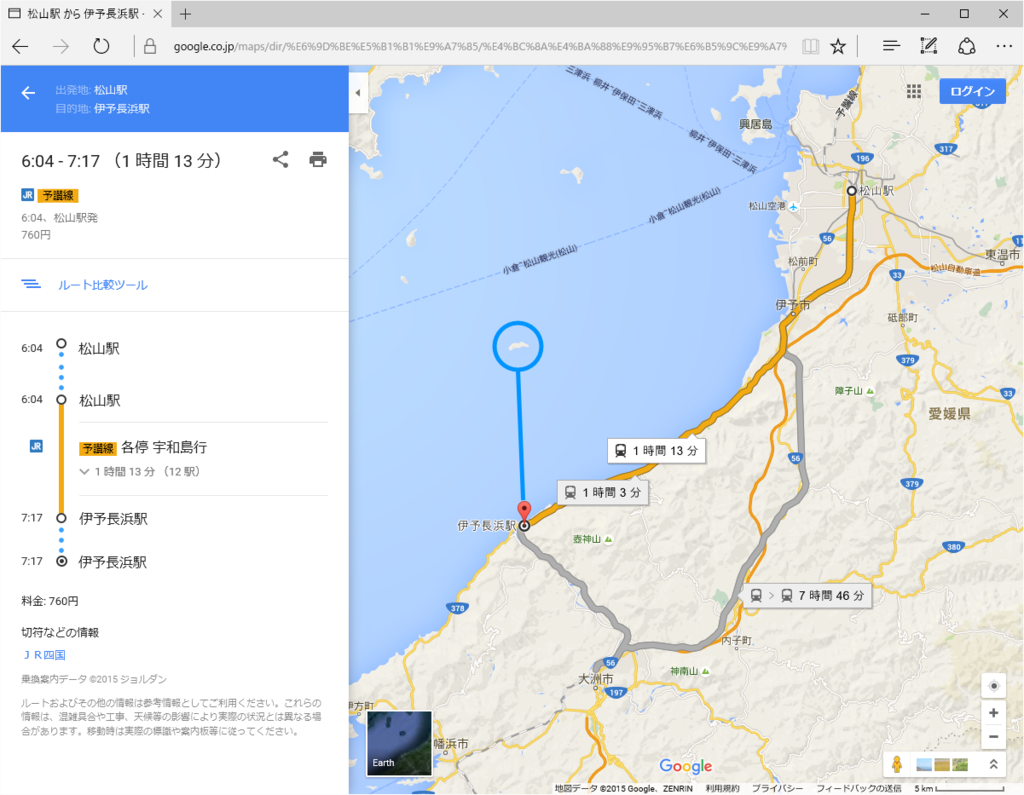 松山駅 から 伊予長浜駅 ·
google.co.jp/maps/dir/%E6%9D%BE%E5%B1%B1%E9%A7%85/%E4%BC%8A%E4%BA%88%E9%95%B7%E6%B5%9C%E9%A79
出発地: 松山駅
目的地: 伊予長浜駅
6:04 - 7:17 （1 時間 13 分）
JR 予讃線
6:04、松山駅発
760円
ルート比較ツール
6:04 松山駅
6:04 松山駅
JR 予讃線 各停 宇和島行
1 時間 13 分 （12 駅）
7:17 伊予長浜駅
7:17 伊予長浜駅
料金: 760円
切符などの情報
ＪＲ四国
乗換案内データ ©2015 ジョルダン
ルートおよびその他の情報は参考情報としてご利用ください。これらの
情報は、混雑具合や工事、天候等の影響により実際の状況とは異なる場
合があります。移動時は実際の標識や案内板等に従ってください。
ログイン
三津浜 柳井-伊保田-三津浜
柳井-伊保田-三津浜
興居島
予讃線
317
196
松山駅
松山空港
小倉-松山観光(松山)
小倉-松山観光(松山)
56
松前町
東温市
11
33
松山自動車道
伊予市
砥部町
379
障子山
33
愛媛県
1 時間 13 分
56
1 時間 3 分
379
伊予長浜駅
壺神山
380
7 時間 46 分
378
内子町
56
大洲市
神南山
197
伊方町
八幡浜市
Earth
Google
地図データ ©2015 Google、ZENRIN 利用規約 プライバシー フィードバックの送信 5 km